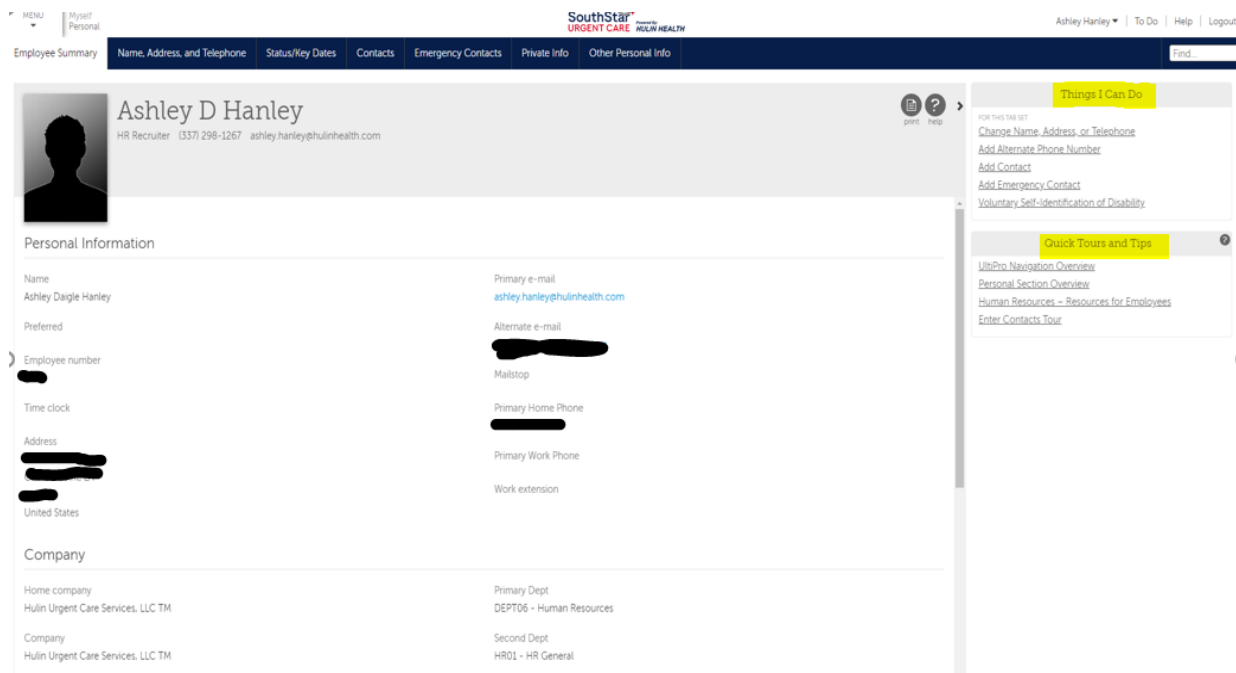 MENU
Myself
Personal
SouthStar
URGENT CARE Powered By HULIN HEALTH
Ashley Hanley To Do Help Logout
Employee Summary Name, Address, and Telephone Status/Key Dates Contacts Emergency Contacts Private Info Other Personal Info Find...
Ashley D Hanley
HR Recruiter (337) 298-1267 ashley.hanley@hulinhealth.com
print help
Personal Information
Name
Ashley Daigle Hanley
Preferred
Employee number
Time clock
Address
United States
Primary e-mail
ashley.hanley@hulinhealth.com
Alternate e-mail
Mailstop
Primary Home Phone
Primary Work Phone
Work extension
Company
Home company
Hulin Urgent Care Services, LLC TM
Company
Hulin Urgent Care Services, LLC TM
Primary Dept
DEPT06 - Human Resources
Second Dept
HR01 - HR General
Things I Can Do
FOR THIS TAB SET
Change Name, Address, or Telephone
Add Alternate Phone Number
Add Contact
Add Emergency Contact
Voluntary Self-Identification of Disability
Quick Tours and Tips
UltiPro Navigation Overview
Personal Section Overview
Human Resources – Resources for Employees
Enter Contacts Tour